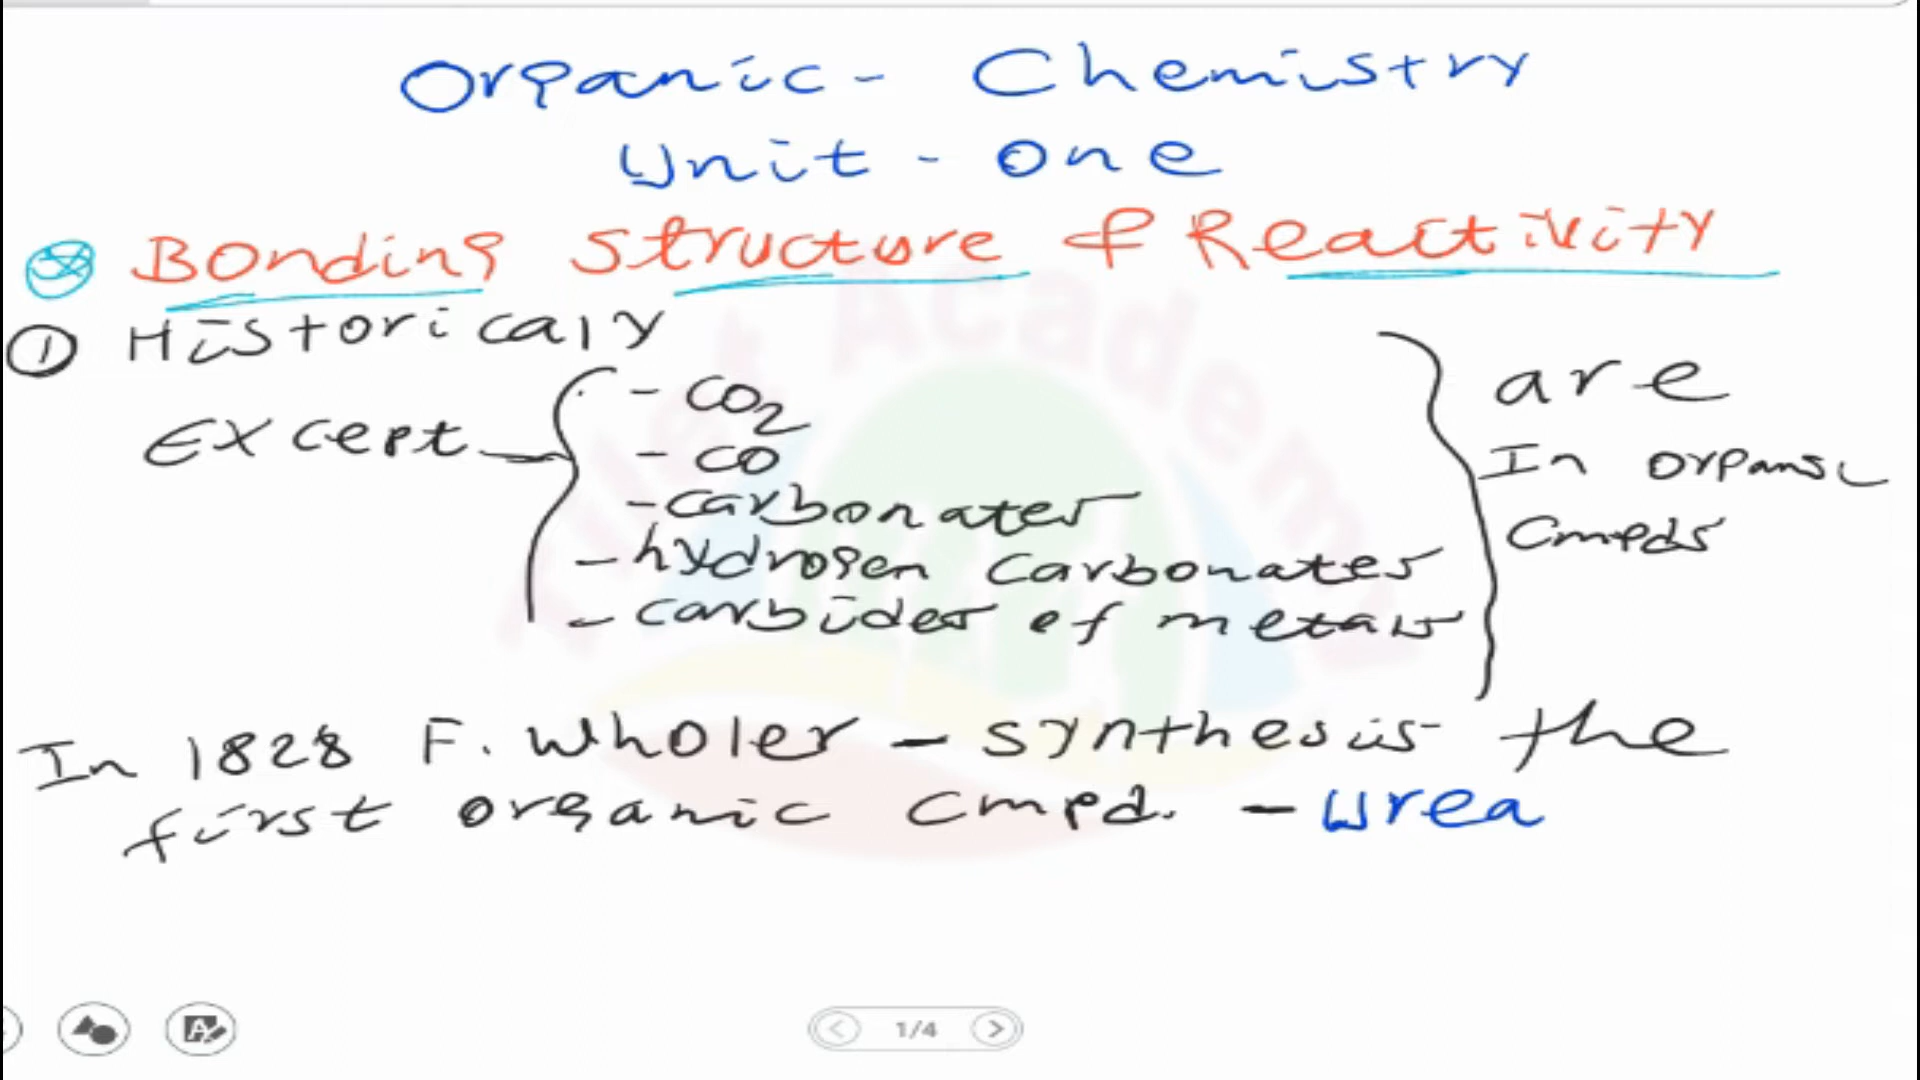 Organic - Chemistry
Unit - One
Bonding structure & Reactivity
① Historicaly
Except
- CO2
- CO
- carbonates
- hydrogen carbonates
- carbides of metals
are
In organic
Cmpds
In 1828 F. Wholer - synthesis the
first organic cmpd. - Urea
Academy
1/4